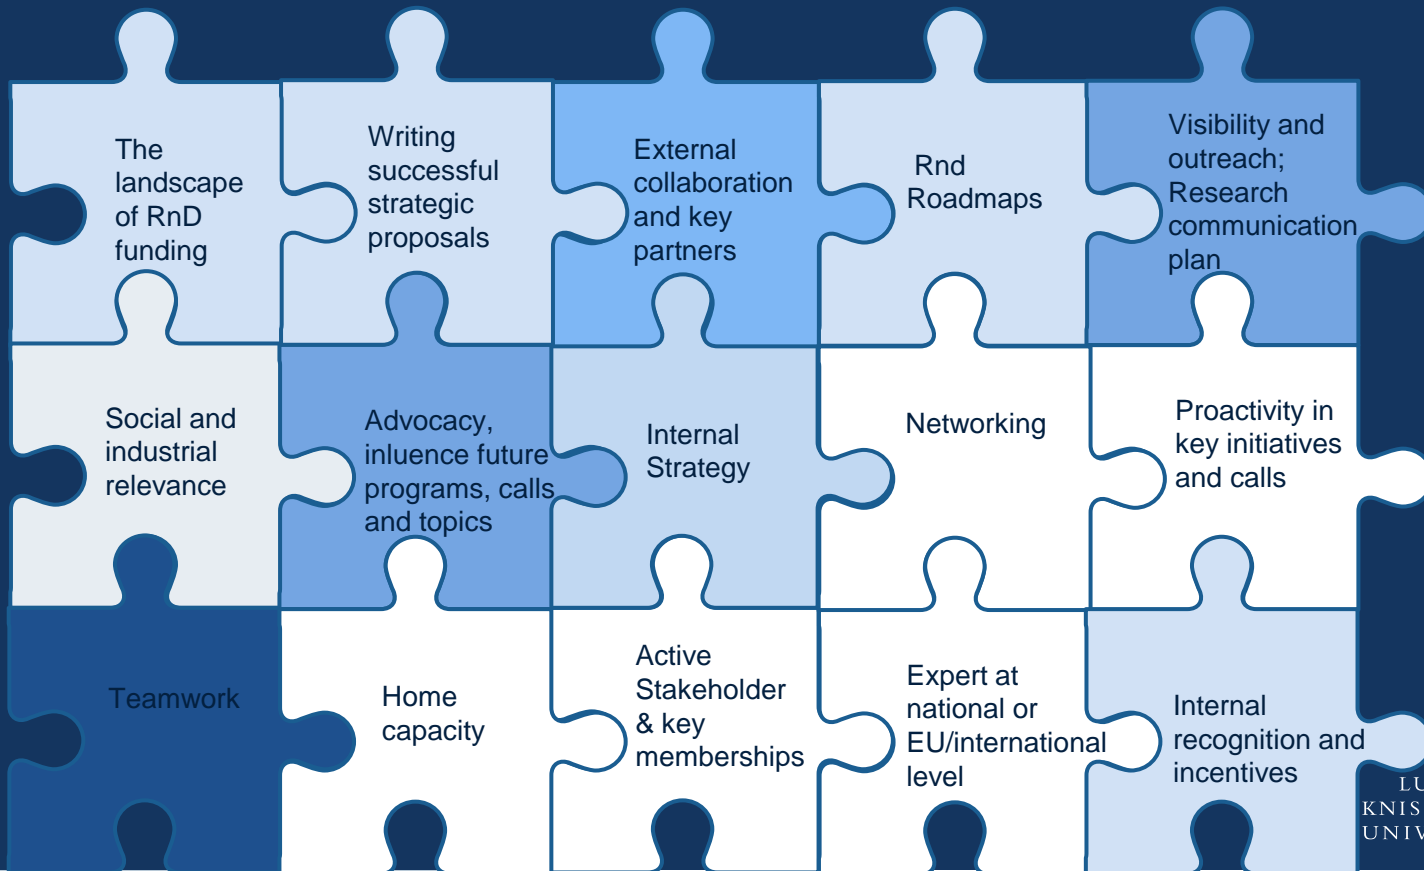 The
landscape
of RnD
funding
Writing
successful
strategic
proposals
External
collaboration
and key
partners
Rnd
Roadmaps
Visibility and
outreach;
Research
communication
plan
Social and
industrial
relevance
Advocacy,
inluence future
programs, calls
and topics
Internal
Strategy
Networking
Proactivity in
key initiatives
and calls
Teamwork
Home
capacity
Active
Stakeholder
& key
memberships
Expert at
national or
EU/international
level
Internal
recognition and
incentives
LU
KNIS
UNIV